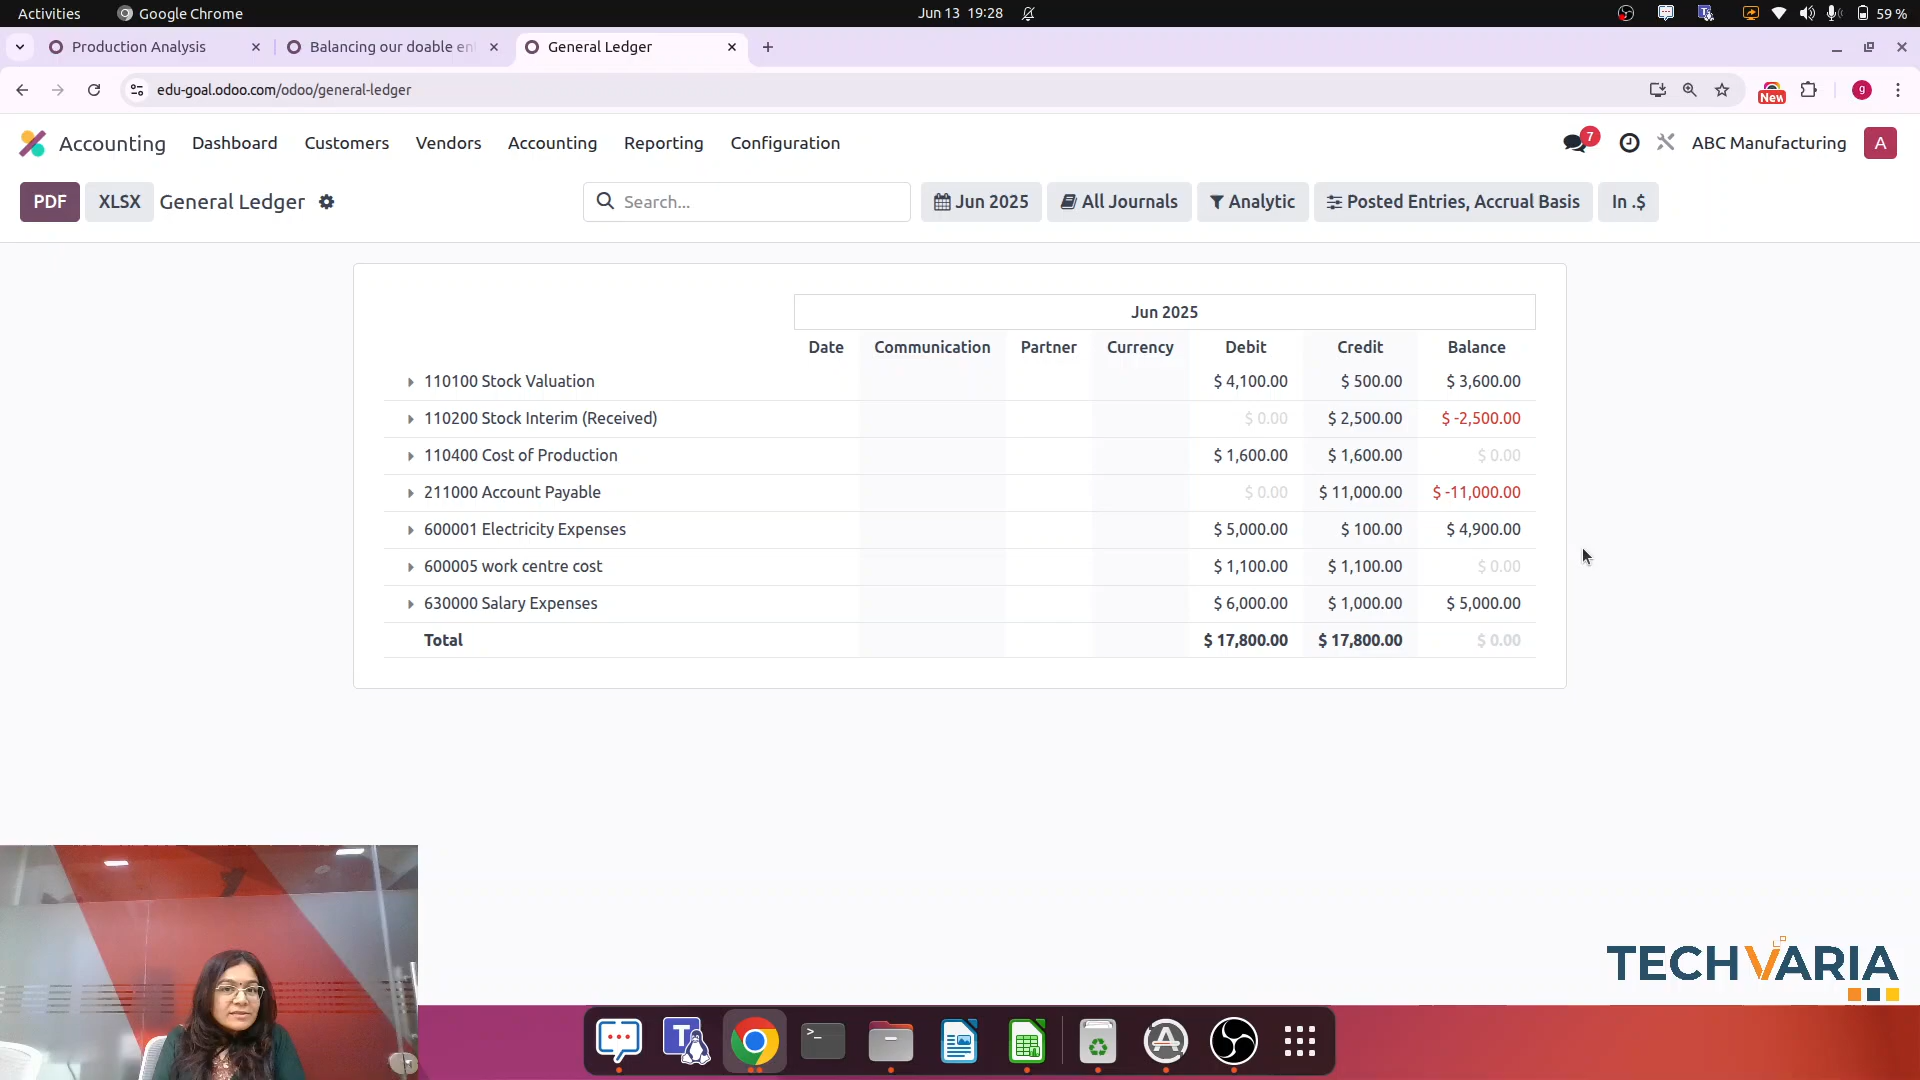 Activities Google Chrome Jun 13 19:28 59 %
Production Analysis Balancing our doable en General Ledger
edu-goal.odoo.com/odoo/general-ledger New g
Accounting Dashboard Customers Vendors Accounting Reporting Configuration 7 ABC Manufacturing A
PDF XLSX General Ledger Search... Jun 2025 All Journals Analytic Posted Entries, Accrual Basis In .$
Jun 2025
Date Communication Partner Currency Debit Credit Balance
110100 Stock Valuation $ 4,100.00 $ 500.00 $ 3,600.00
110200 Stock Interim (Received) $ 0.00 $ 2,500.00 $ -2,500.00
110400 Cost of Production $ 1,600.00 $ 1,600.00 $ 0.00
211000 Account Payable $ 0.00 $ 11,000.00 $ -11,000.00
600001 Electricity Expenses $ 5,000.00 $ 100.00 $ 4,900.00
600005 work centre cost $ 1,100.00 $ 1,100.00 $ 0.00
630000 Salary Expenses $ 6,000.00 $ 1,000.00 $ 5,000.00
Total $ 17,800.00 $ 17,800.00 $ 0.00
TECHVARIA